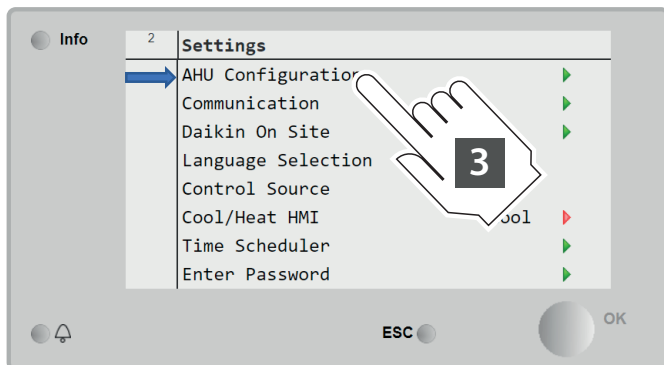 Info
2
Settings
AHU Configuration
Communication
Daikin On Site
Language Selection
3
Control Source
Cool/Heat HMI ool
Time Scheduler
Enter Password
ESC
OK